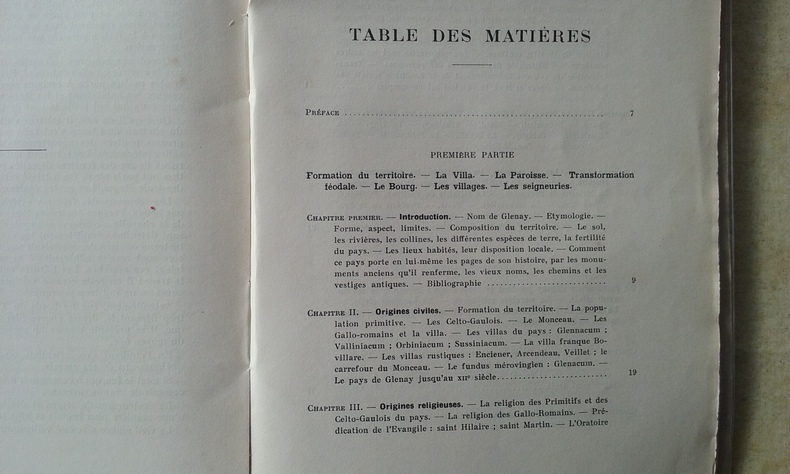 TABLE DES MATIÈRES
PRÉFACE ........................................ 7
PREMIÈRE PARTIE
Formation du territoire. — La Villa. — La Paroisse. — Transformation
féodale. — Le Bourg. — Les villages. — Les seigneuries.
CHAPITRE PREMIER. — Introduction. — Nom de Glenay. — Etymologie. —
Forme, aspect, limites. — Composition du territoire. — Le sol,
les rivières, les collines, les différentes espèces de terre, la fertilité
du pays. — Les lieux habités, leur disposition locale. — Comment
ce pays porte en lui-même les pages de son histoire, par les monu-
ments anciens qu'il renferme, les vieux noms, les chemins et les
vestiges antiques. — Bibliographie ........................... 9
CHAPITRE II. — Origines civiles. — Formation du territoire. — La popu-
lation primitive. — Les Celto-Gaulois. — Le Monceau. — Les
Gallo-romains et la villa. — Les villas du pays : Glennacum ;
Valliniacum ; Orbiniacum ; Sussiniacum. — La villa franque Bo-
villare. — Les villas rustiques : Enclener, Arcendeau, Veillet ; le
carrefour du Monceau. — Le fundus mérovingien : Glenacum. —
Le pays de Glenay jusqu'au XIIe siècle........................... 19
CHAPITRE III. — Origines religieuses. — La religion des Primitifs et des
Celto-Gaulois du pays. — La religion des Gallo-Romains. — Pré-
dication de l'Evangile : saint Hilaire ; saint Martin. — L'Oratoire